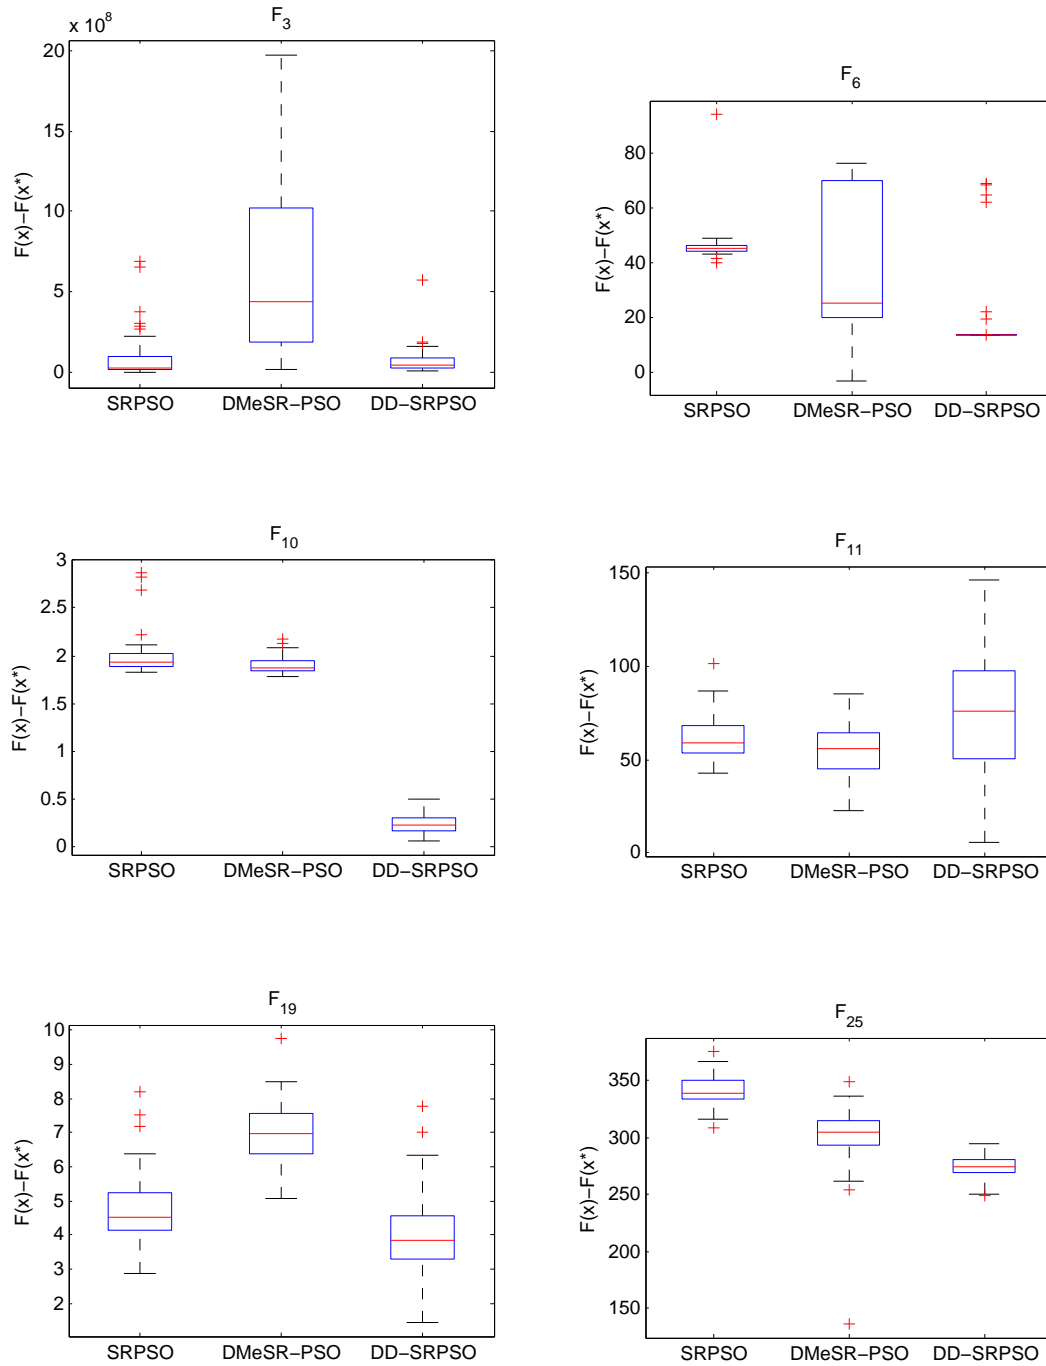 F3
x 10^8
20
15
10
5
0
F(x)−F(x*)
SRPSO DMeSR−PSO DD−SRPSO
F6
80
60
40
20
0
F(x)−F(x*)
SRPSO DMeSR−PSO DD−SRPSO
F10
3
2.5
2
1.5
1
0.5
0
F(x)−F(x*)
SRPSO DMeSR−PSO DD−SRPSO
F11
150
100
50
0
F(x)−F(x*)
SRPSO DMeSR−PSO DD−SRPSO
F19
10
9
8
7
6
5
4
3
2
F(x)−F(x*)
SRPSO DMeSR−PSO DD−SRPSO
F25
350
300
250
200
150
F(x)−F(x*)
SRPSO DMeSR−PSO DD−SRPSO